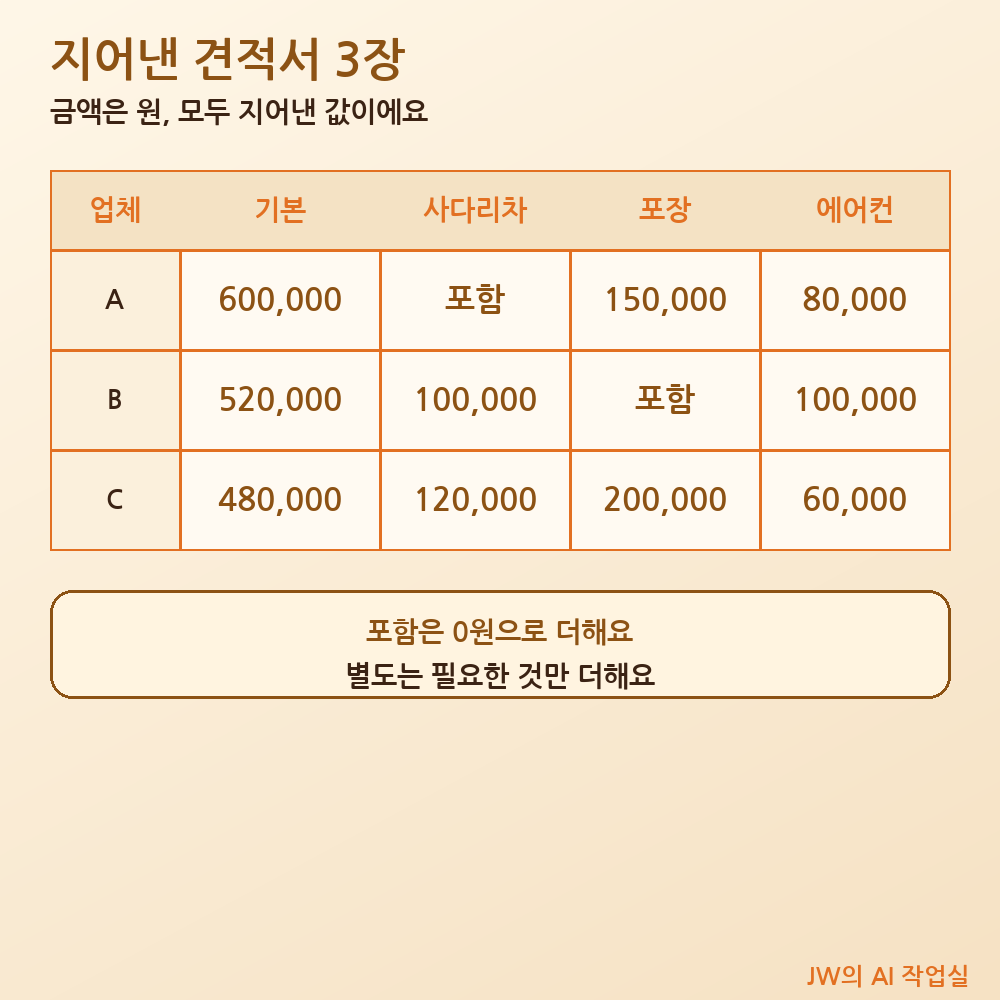 지어낸 견적서 3장
금액은 원, 모두 지어낸 값이에요
업체 기본 사다리차 포장 에어컨
A 600,000 포함 150,000 80,000
B 520,000 100,000 포함 100,000
C 480,000 120,000 200,000 60,000
포함은 0원으로 더해요
별도는 필요한 것만 더해요
JW의 AI 작업실